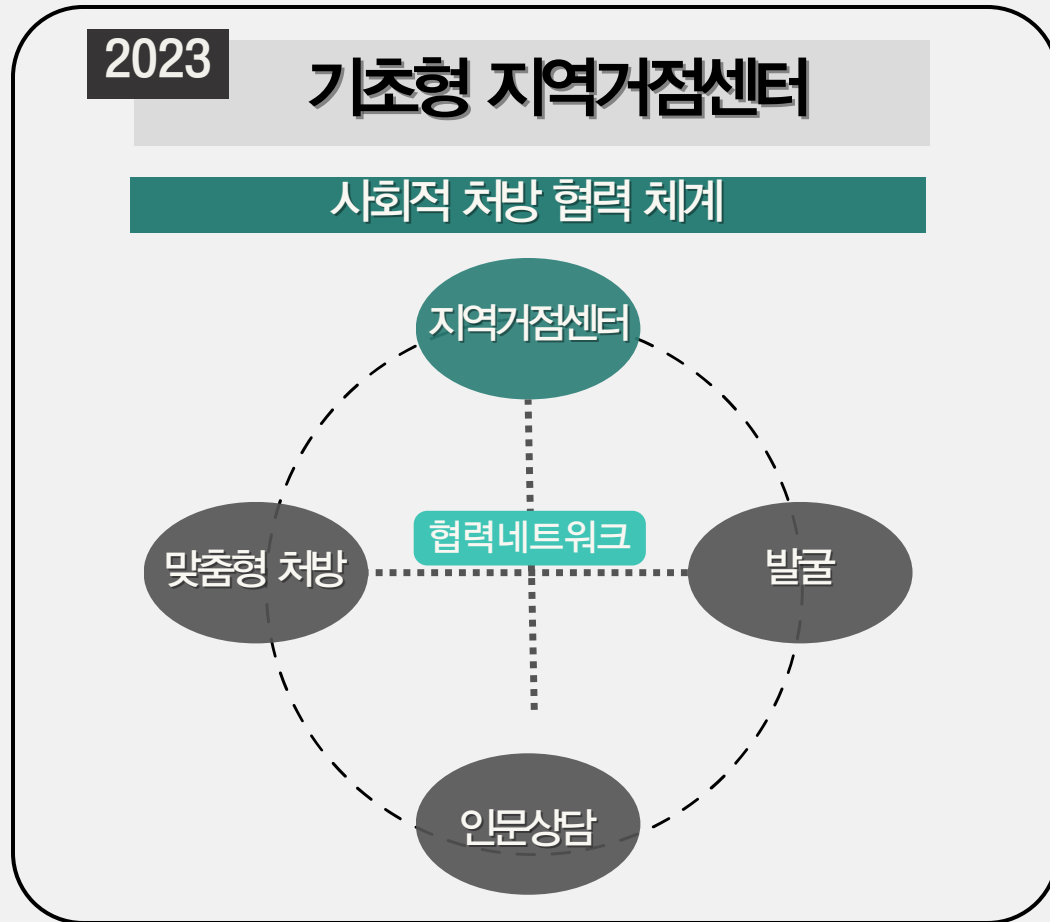 2023
기초형 지역거점센터
사회적 처방 협력 체계
지역거점센터
협력네트워크
맞춤형 처방
발굴
인문상담